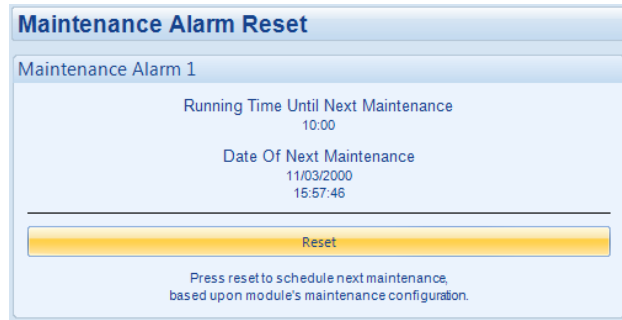 Maintenance Alarm Reset
Maintenance Alarm 1
Running Time Until Next Maintenance
10:00
Date Of Next Maintenance
11/03/2000
15:57:46
Reset
Press reset to schedule next maintenance,
based upon module's maintenance configuration.